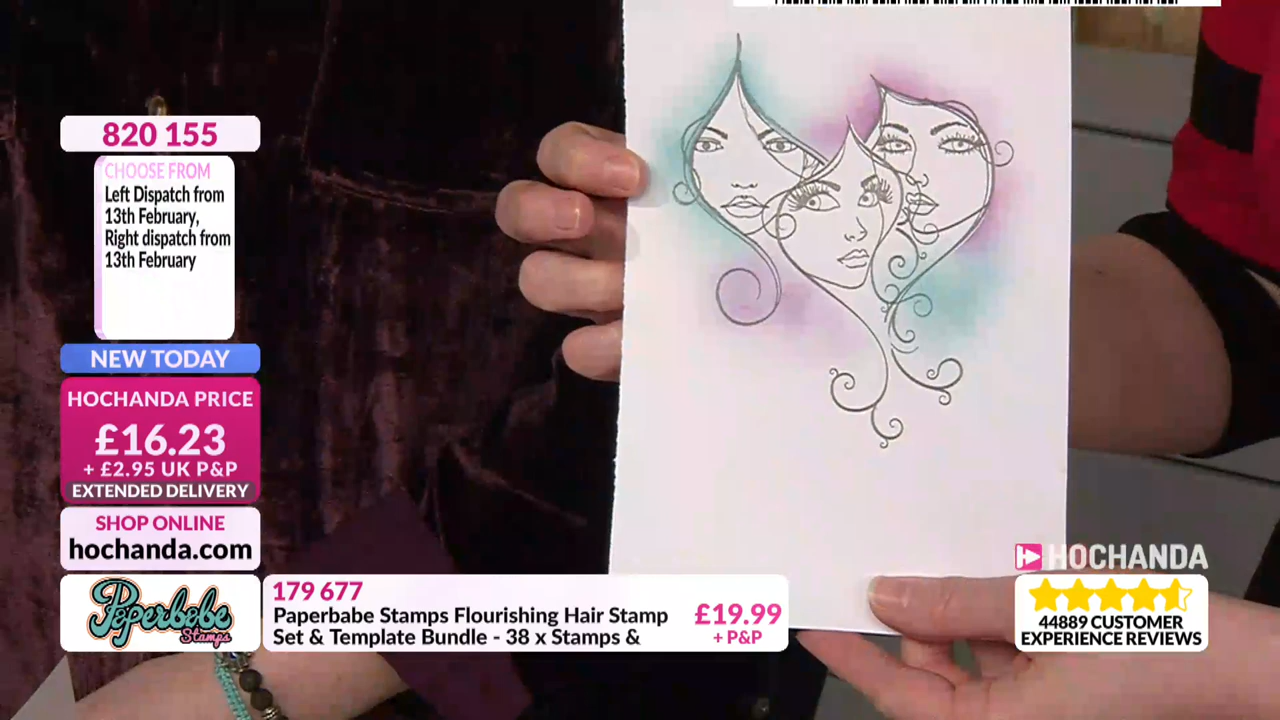 820 155
CHOOSE FROM
Left Dispatch from
13th February,
Right dispatch from
13th February
NEW TODAY
HOCHANDA PRICE
£16.23
+ £2.95 UK P&P
EXTENDED DELIVERY
SHOP ONLINE
hochanda.com
Paperbabe
Stamps
179 677
Paperbabe Stamps Flourishing Hair Stamp
Set & Template Bundle - 38 x Stamps &
£19.99
+ P&P
HOCHANDA
44889 CUSTOMER
EXPERIENCE REVIEWS